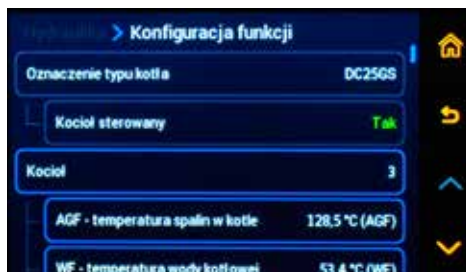 > Konfiguracja funkcji
Oznaczenie typu kotła DC25GS
Kocioł sterowany Tak
Kocioł 3
AGF - temperatura spalin w kotle 128,5 °C (AGF)
WF - temperatura wody kotłowej 53,4 °C (WF)